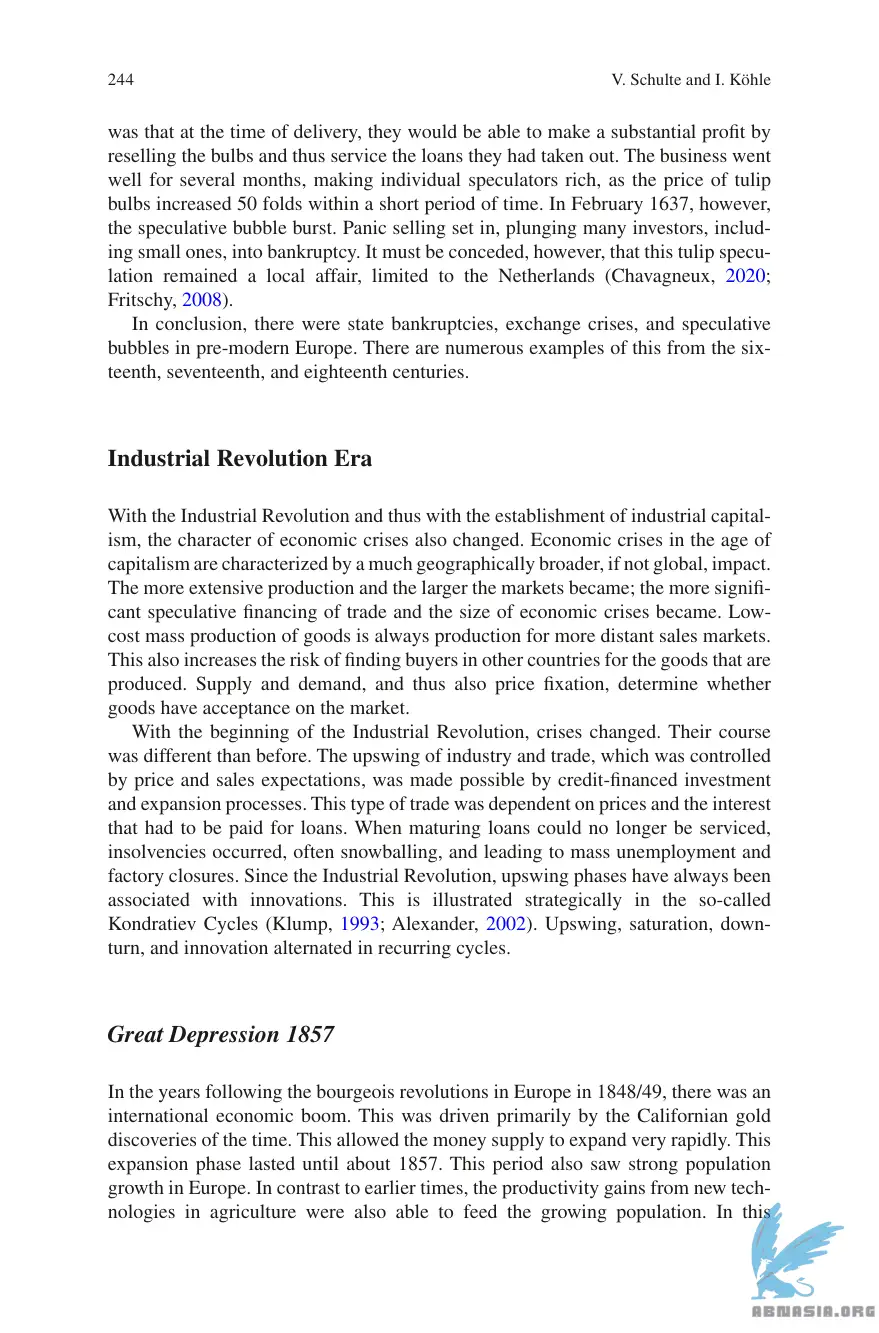 244
V. Schulte and I. Köhle
was that at the time of delivery, they would be able to make a substantial profit by
reselling the bulbs and thus service the loans they had taken out. The business went
well for several months, making individual speculators rich, as the price of tulip
bulbs increased 50 folds within a short period of time. In February 1637, however,
the speculative bubble burst. Panic selling set in, plunging many investors, includ-
ing small ones, into bankruptcy. It must be conceded, however, that this tulip specu-
lation remained a local affair, limited to the Netherlands (Chavagneux, 2020;
Fritschy, 2008).
In conclusion, there were state bankruptcies, exchange crises, and speculative
bubbles in pre-modern Europe. There are numerous examples of this from the six-
teenth, seventeenth, and eighteenth centuries.
Industrial Revolution Era
With the Industrial Revolution and thus with the establishment of industrial capital-
ism, the character of economic crises also changed. Economic crises in the age of
capitalism are characterized by a much geographically broader, if not global, impact.
The more extensive production and the larger the markets became; the more signifi-
cant speculative financing of trade and the size of economic crises became. Low-
cost mass production of goods is always production for more distant sales markets.
This also increases the risk of finding buyers in other countries for the goods that are
produced. Supply and demand, and thus also price fixation, determine whether
goods have acceptance on the market.
With the beginning of the Industrial Revolution, crises changed. Their course
was different than before. The upswing of industry and trade, which was controlled
by price and sales expectations, was made possible by credit-financed investment
and expansion processes. This type of trade was dependent on prices and the interest
that had to be paid for loans. When maturing loans could no longer be serviced,
insolvencies occurred, often snowballing, and leading to mass unemployment and
factory closures. Since the Industrial Revolution, upswing phases have always been
associated with innovations. This is illustrated strategically in the so-called
Kondratiev Cycles (Klump, 1993; Alexander, 2002). Upswing, saturation, down-
turn, and innovation alternated in recurring cycles.
Great Depression 1857
In the years following the bourgeois revolutions in Europe in 1848/49, there was an
international economic boom. This was driven primarily by the Californian gold
discoveries of the time. This allowed the money supply to expand very rapidly. This
expansion phase lasted until about 1857. This period also saw strong population
growth in Europe. In contrast to earlier times, the productivity gains from new tech-
nologies in agriculture were also able to feed the growing population. In this
ABNASIA.ORG